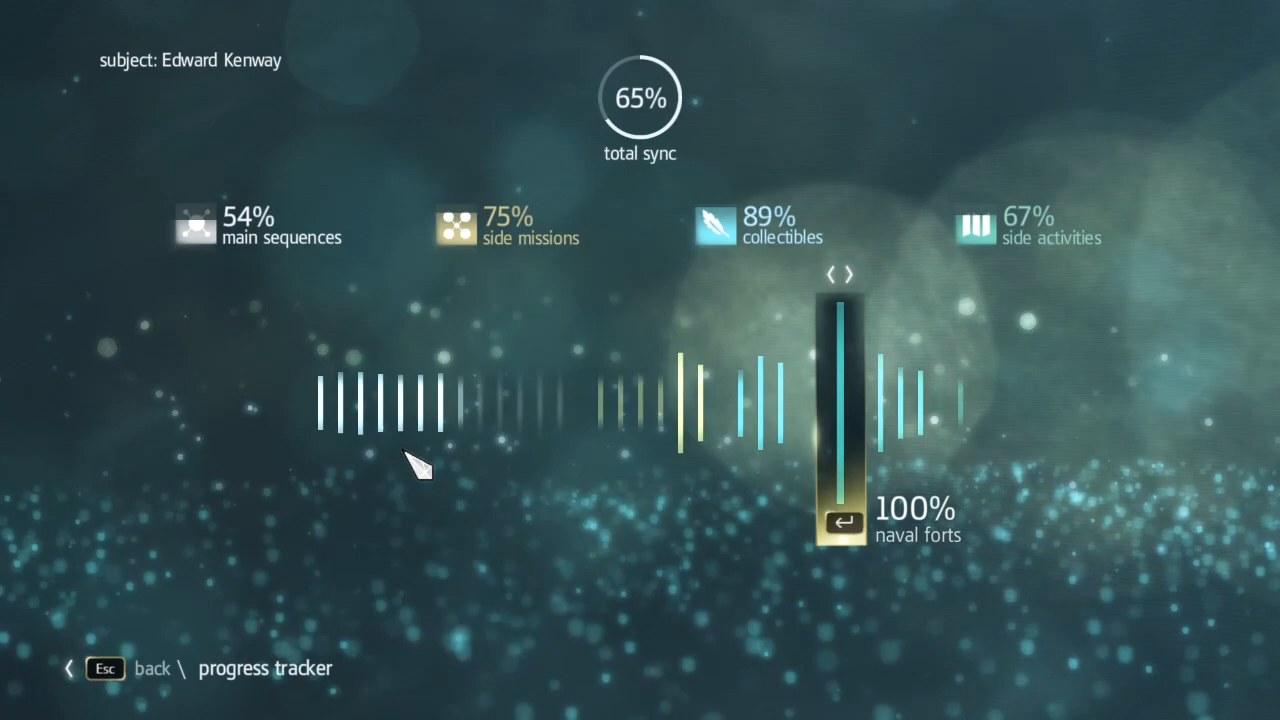 subject: Edward Kenway
65%
total sync
54%
main sequences
75%
side missions
89%
collectibles
67%
side activities
100%
naval forts
Esc back \ progress tracker